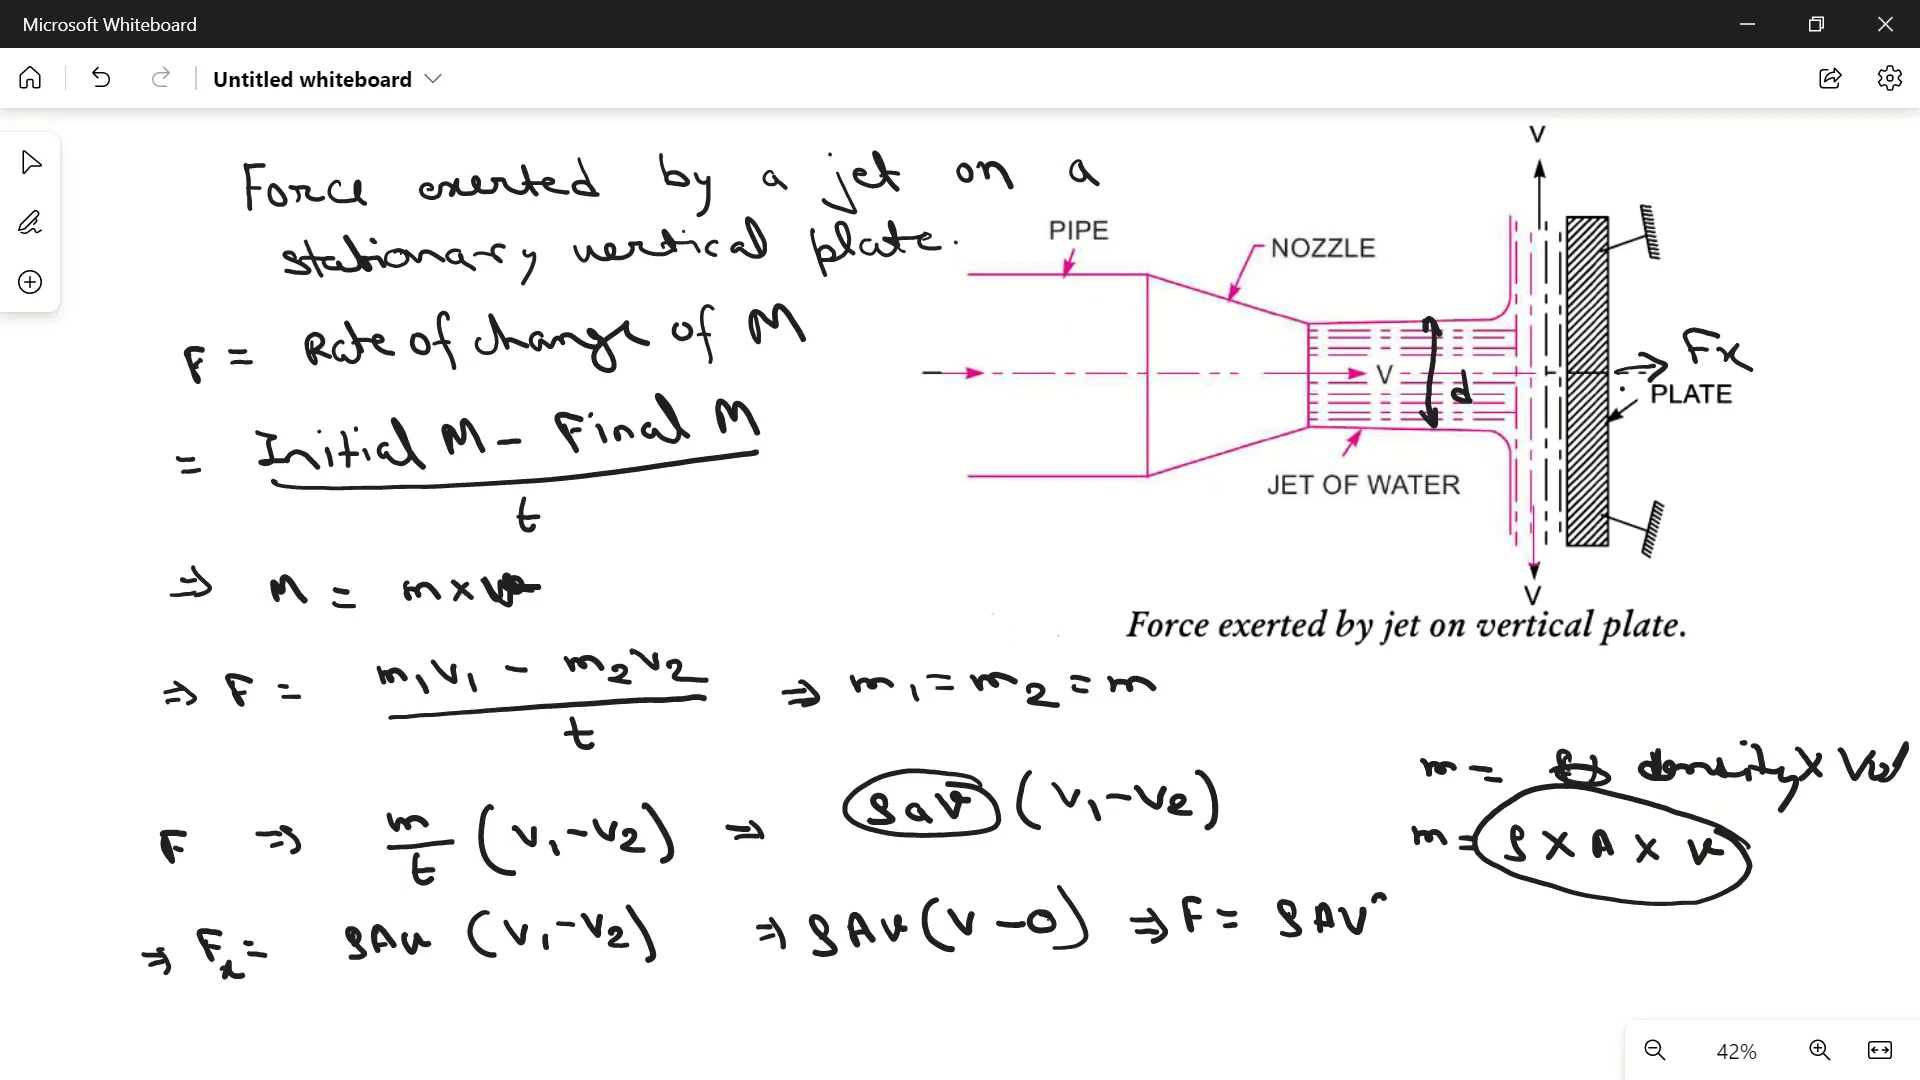 Microsoft Whiteboard
Untitled whiteboard
Force exerted by a jet on a
stationary vertical plate.
F = Rate of change of M
= Initial M - Final M
t
⇒ M = m x v
⇒ F = m₁v₁ - m₂v₂ ⇒ m₁ = m₂ = m
t
F ⇒ m/t (v₁-v₂) ⇒ ρav (v₁-v₂)
⇒ Fx = ρAv (v₁-v₂) ⇒ ρAv (v-0) ⇒ F = ρAV
V
PIPE
NOZZLE
V
d
Fx
PLATE
JET OF WATER
V
Force exerted by jet on vertical plate.
m = density x Vol
m = ρ x A x v
42%